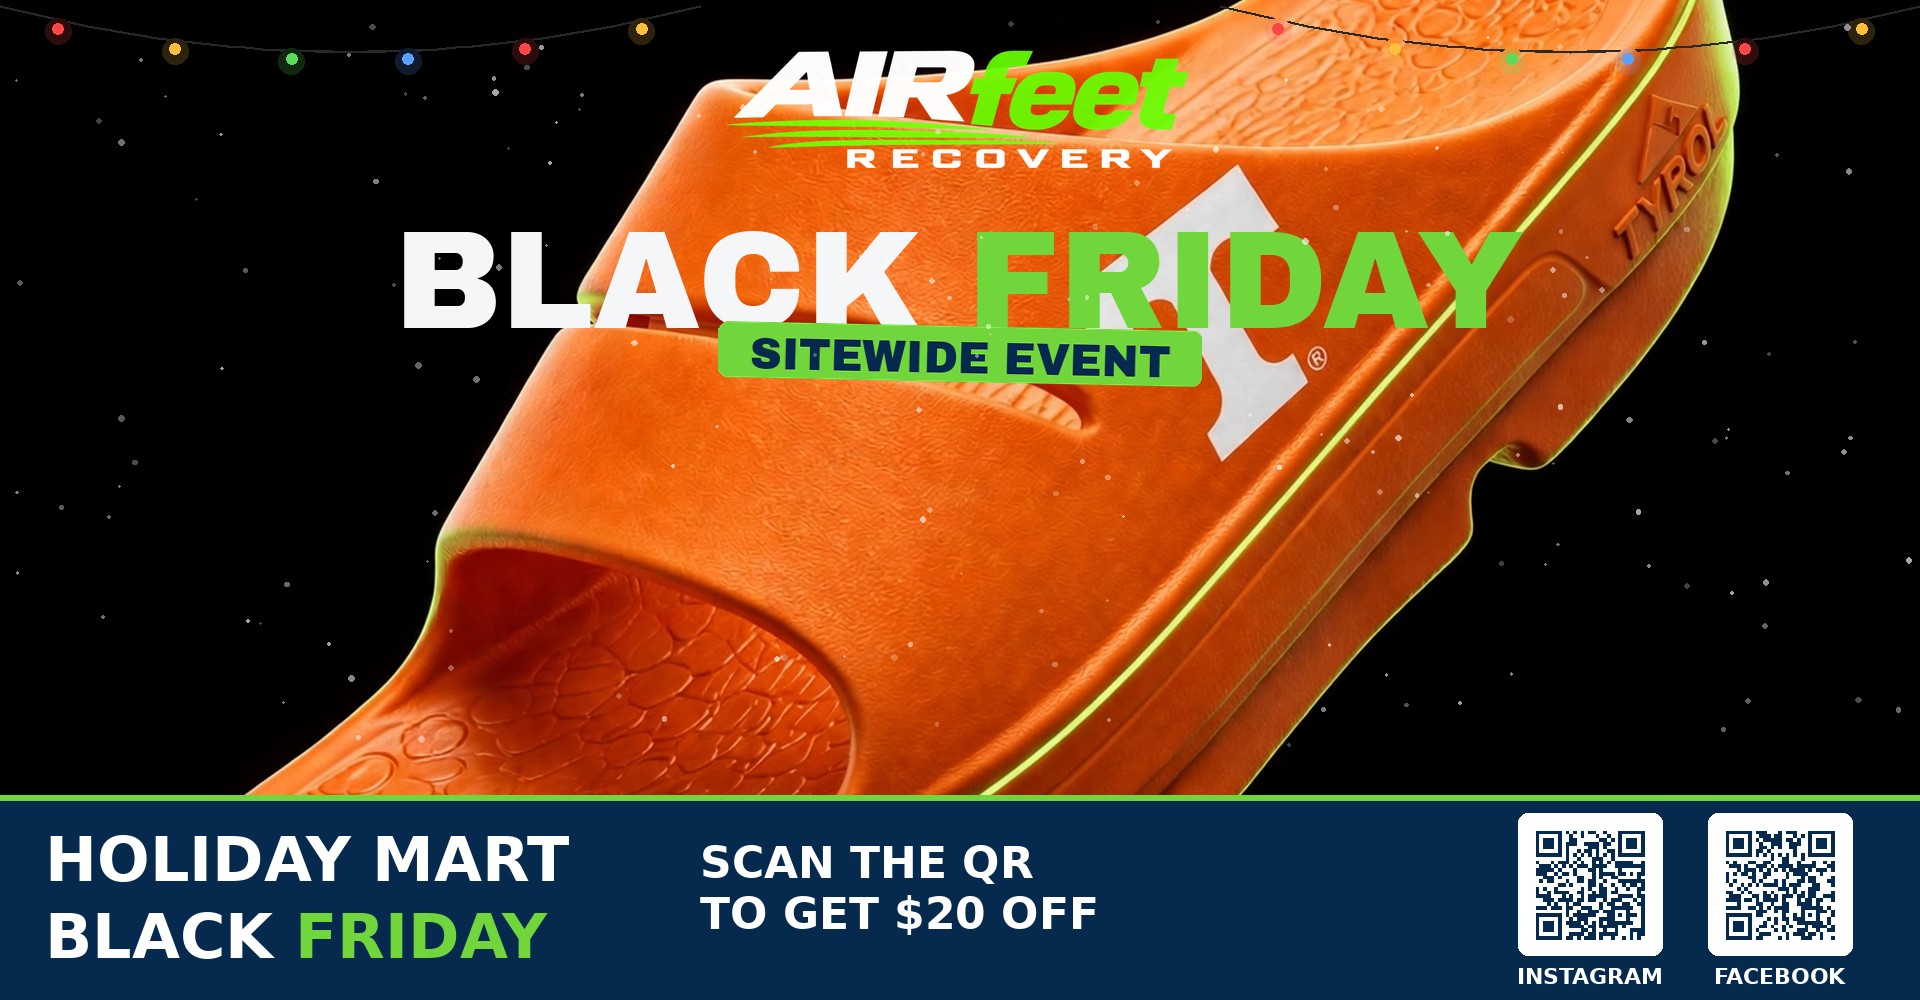 AIRfeet
RECOVERY
TYROL
BLACK FRIDAY
T
®
SITEWIDE EVENT
HOLIDAY MART
BLACK FRIDAY
SCAN THE QR
TO GET $20 OFF
INSTAGRAM
FACEBOOK